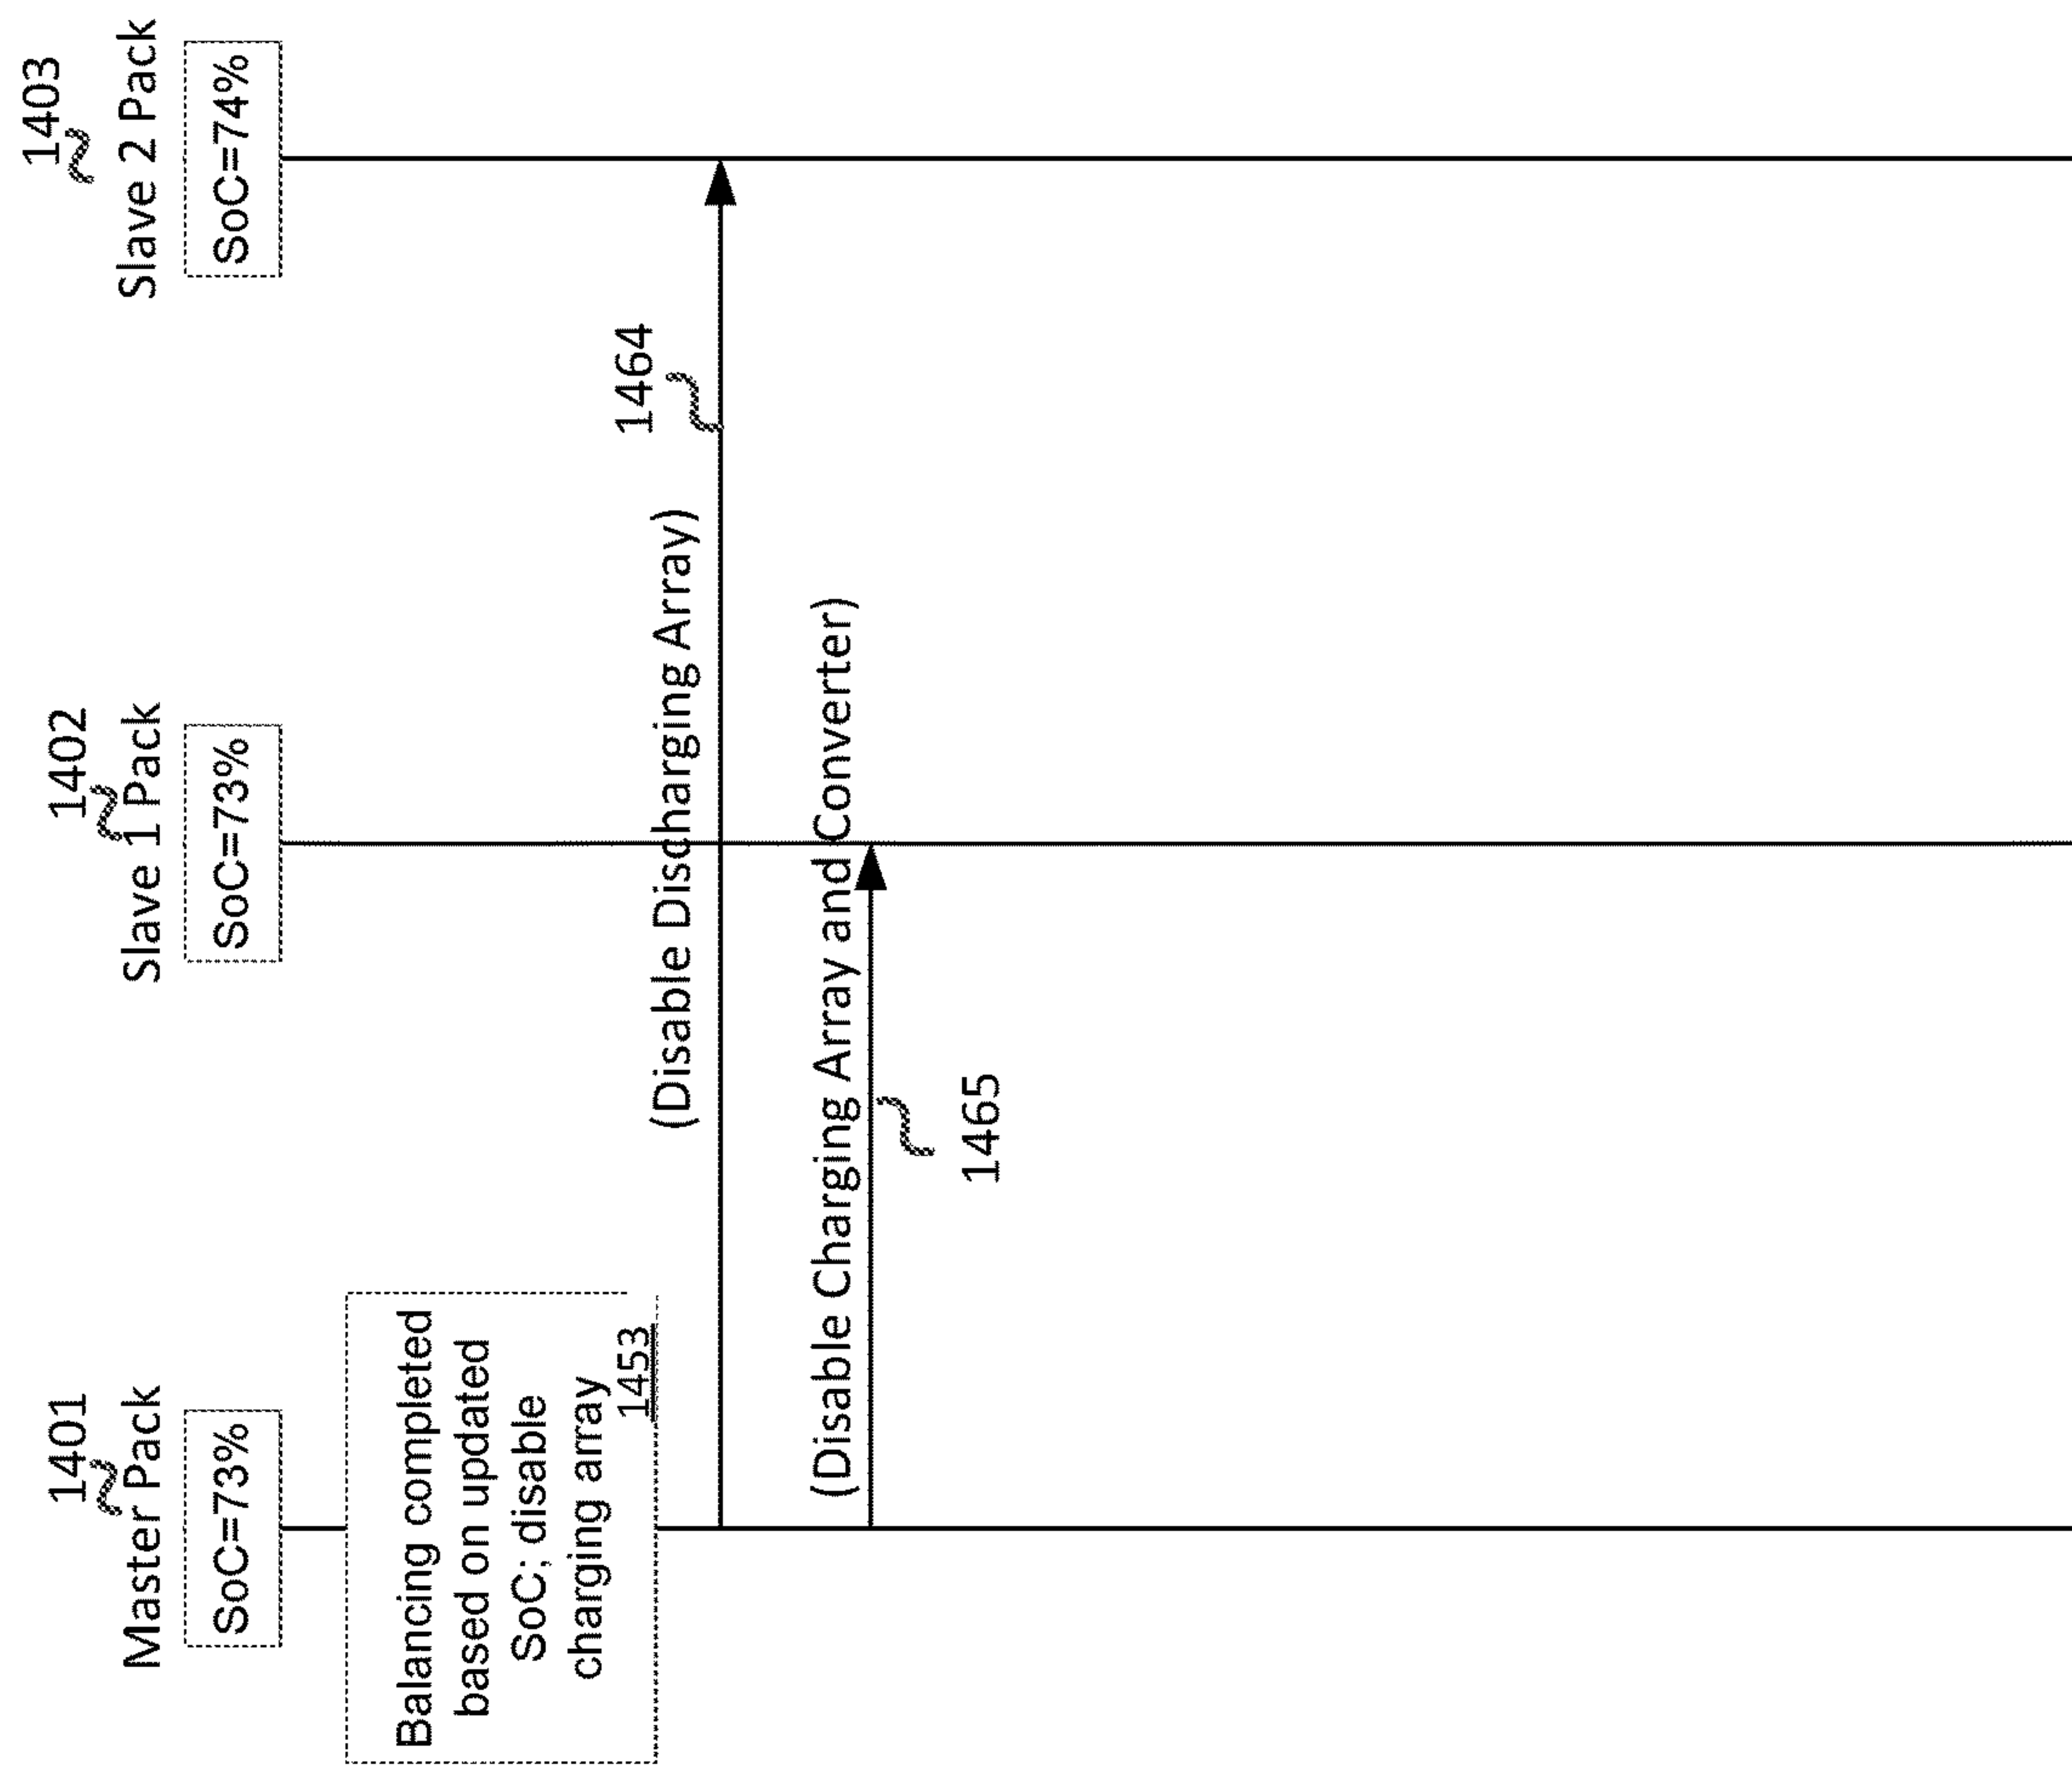 1401
Master Pack
SoC=73%
1402
Slave 1 Pack
SoC=73%
1403
Slave 2 Pack
SoC=74%
Balancing completed
based on updated
SoC; disable
charging array
1453
(Disable Discharging Array)
1464
(Disable Charging Array and Converter)
1465